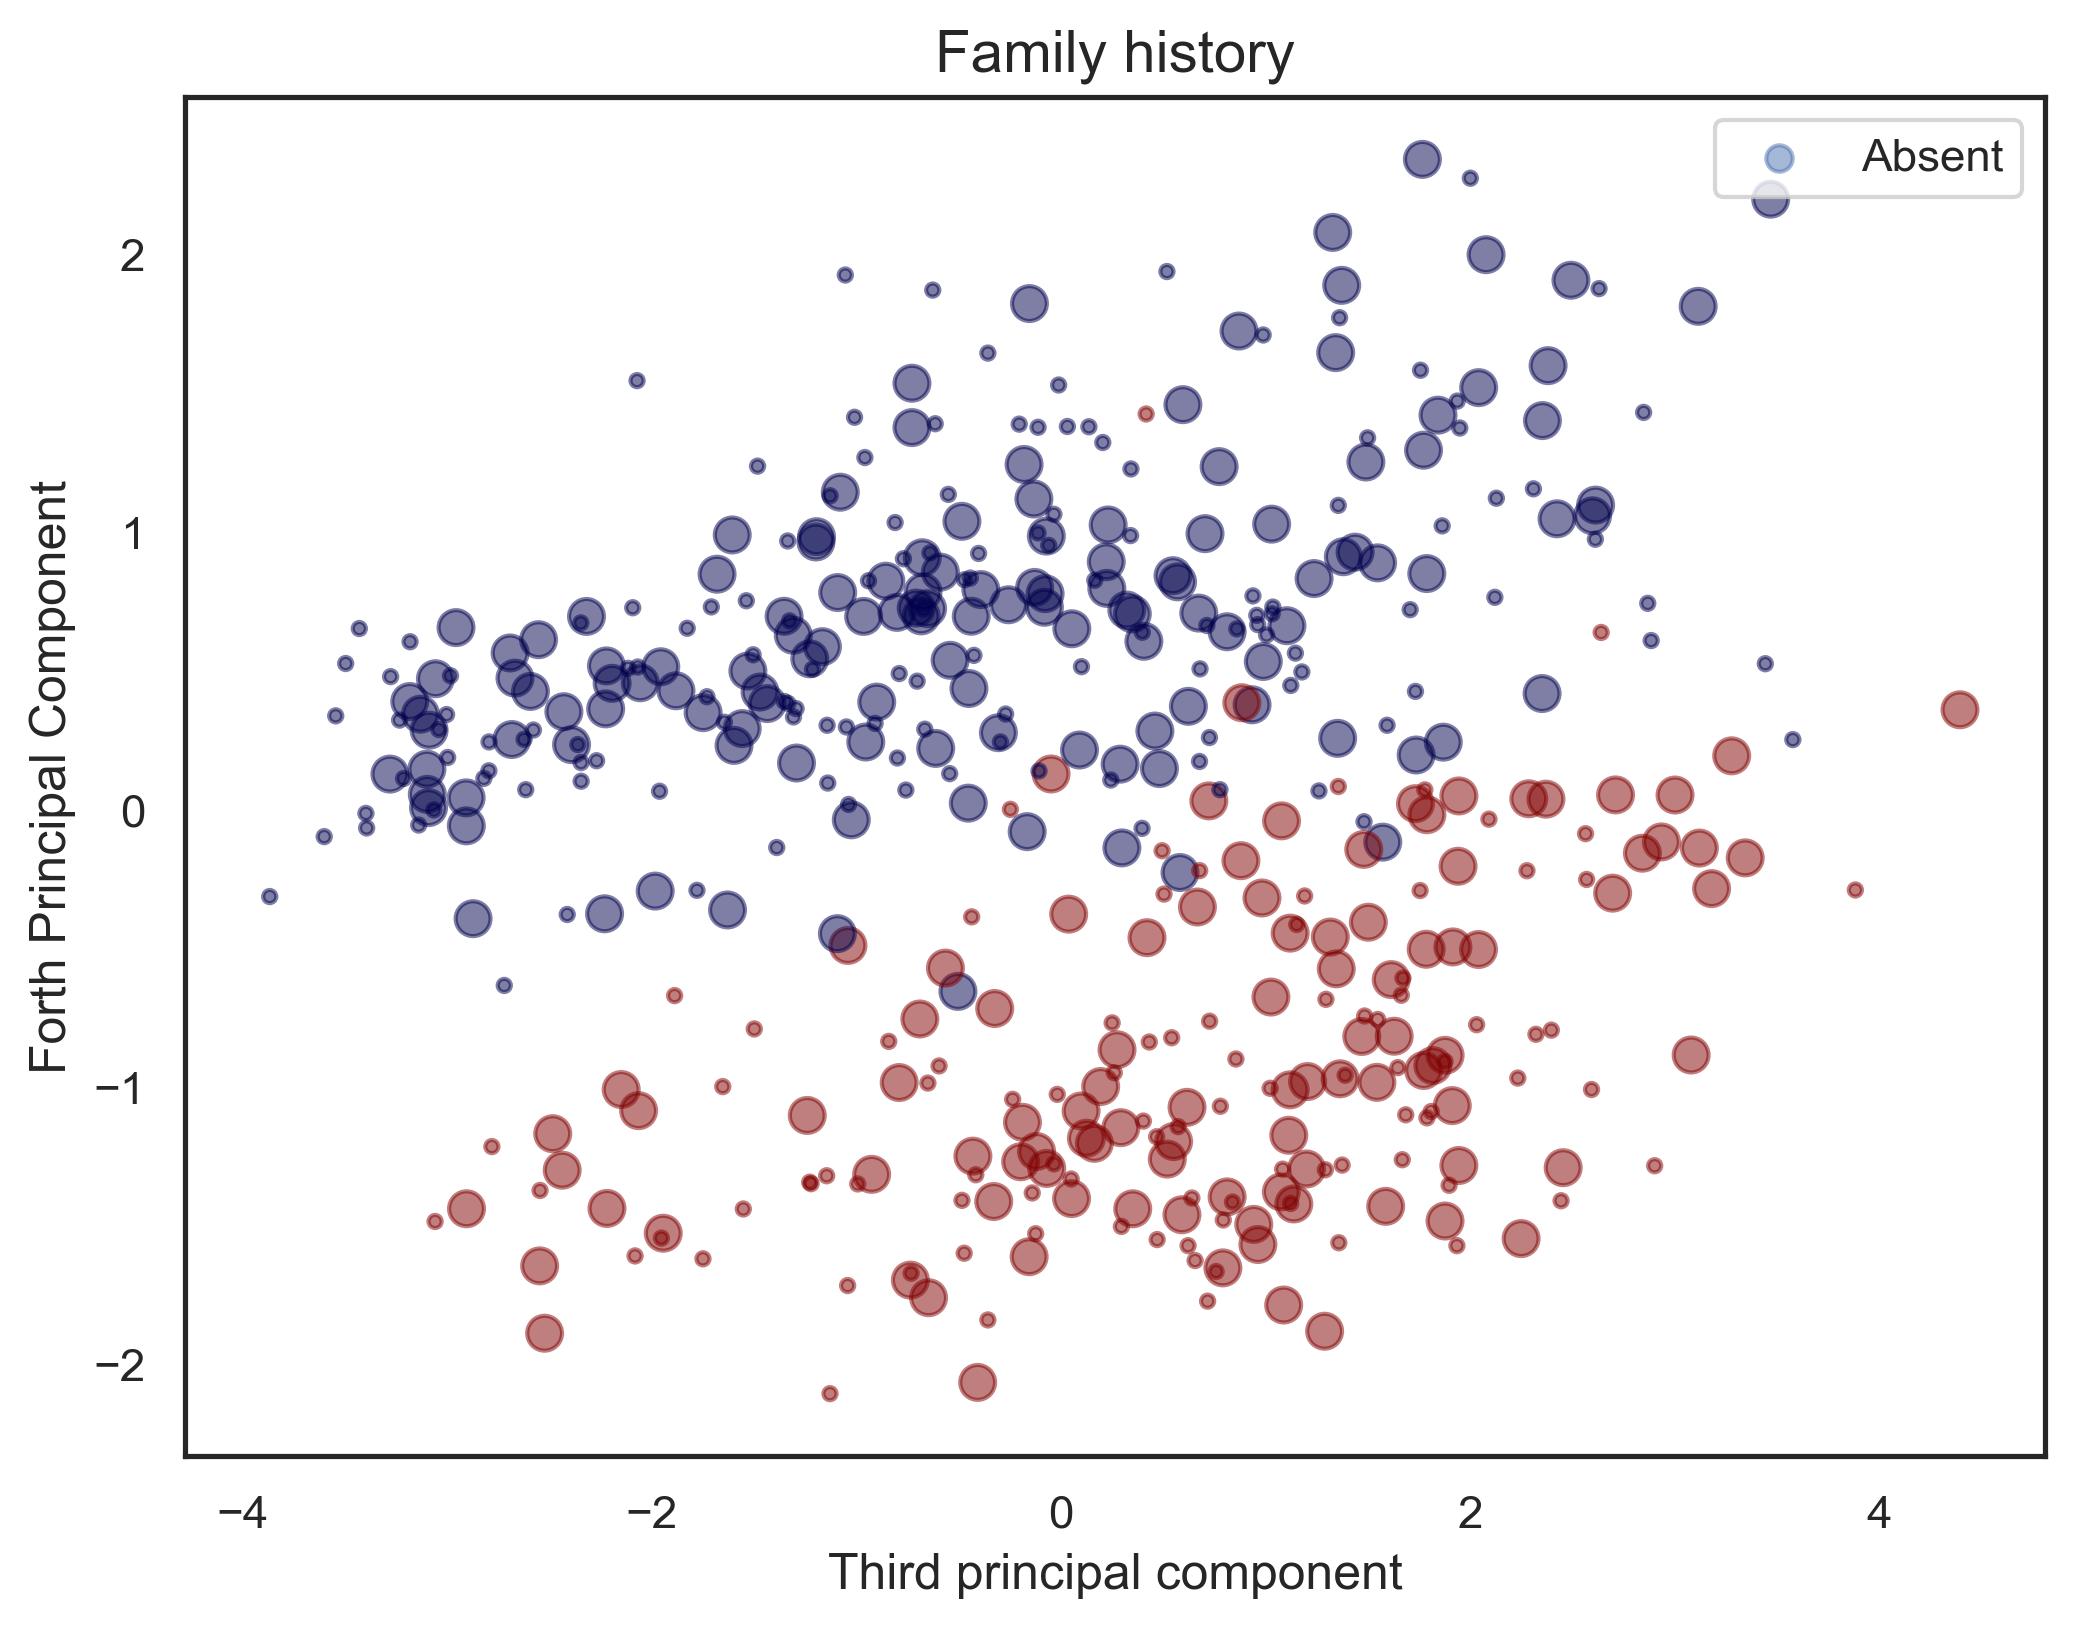 Family history
Absent
Forth Principal Component
2
1
0
−1
−2
−4
−2
0
2
4
Third principal component